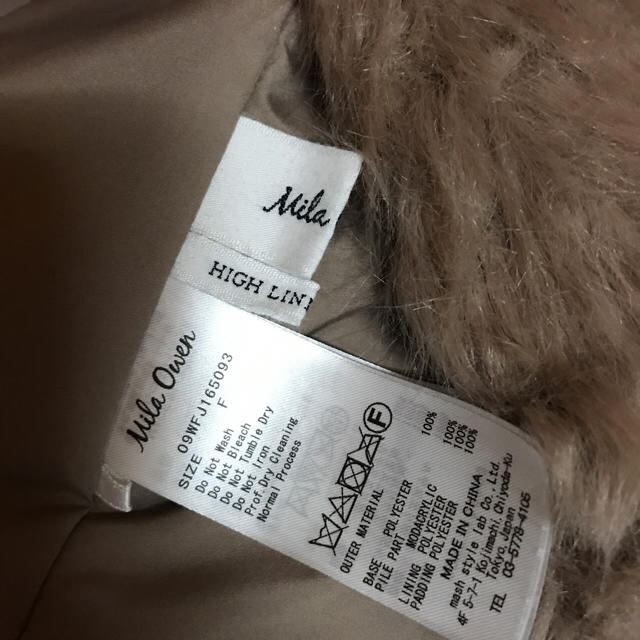 Mila
HIGH LIN
Mila Owen
09WFJ165093
SIZE F
Do Not Wash
Do Not Bleach
Do Not Tumble Dry
Do Not Iron
Prof.Dry Cleaning
Normal Process
F
OUTER MATERIAL
BASE POLYESTER 100%
PILE PART
MODACRYLIC 100%
LINING POLYESTER 100%
PADDING POLYESTER 100%
MADE IN CHINA
mash style lab Co.,Ltd.
4F 5-7-1 Kojimachi,Chiyoda-Ku
Tokyo,Japan
TEL 03-5778-4105